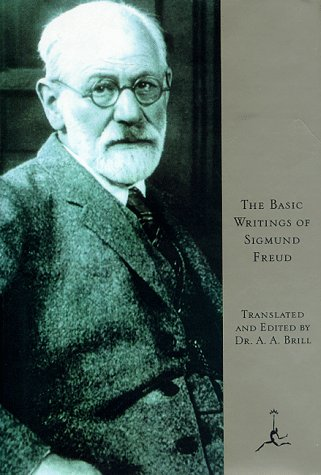 THE BASIC
WRITINGS OF
SIGMUND
FREUD
TRANSLATED
AND EDITED BY
DR. A. A. BRILL